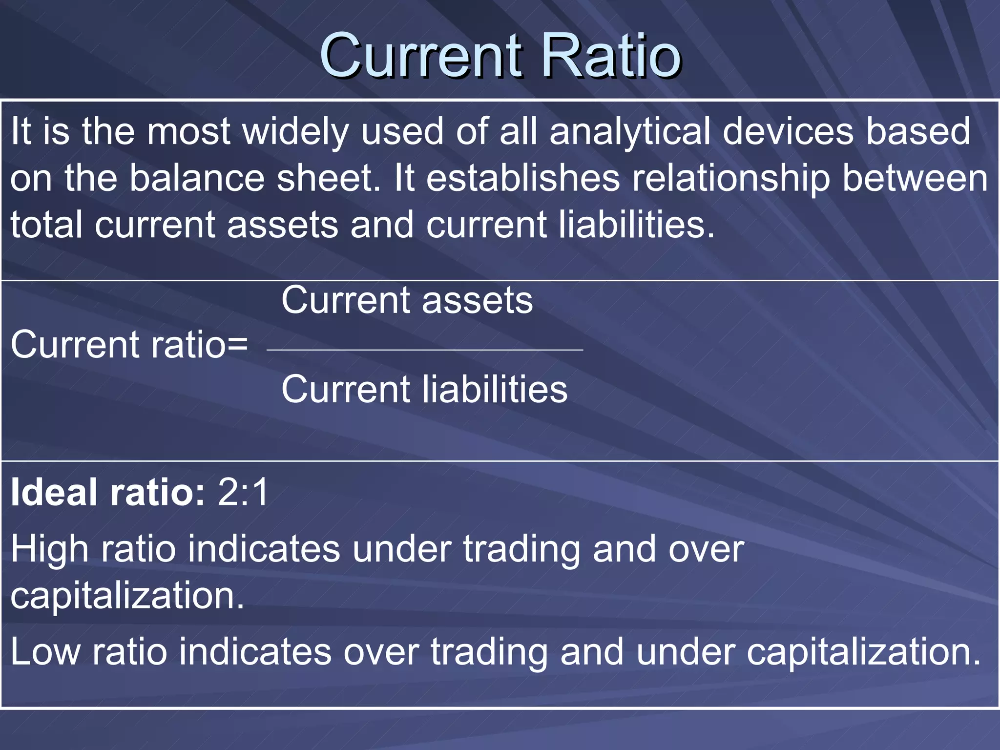 Current Ratio
It is the most widely used of all analytical devices based
on the balance sheet. It establishes relationship between
total current assets and current liabilities.
Current assets
Current ratio=
Current liabilities
Ideal ratio: 2:1
High ratio indicates under trading and over
capitalization.
Low ratio indicates over trading and under capitalization.